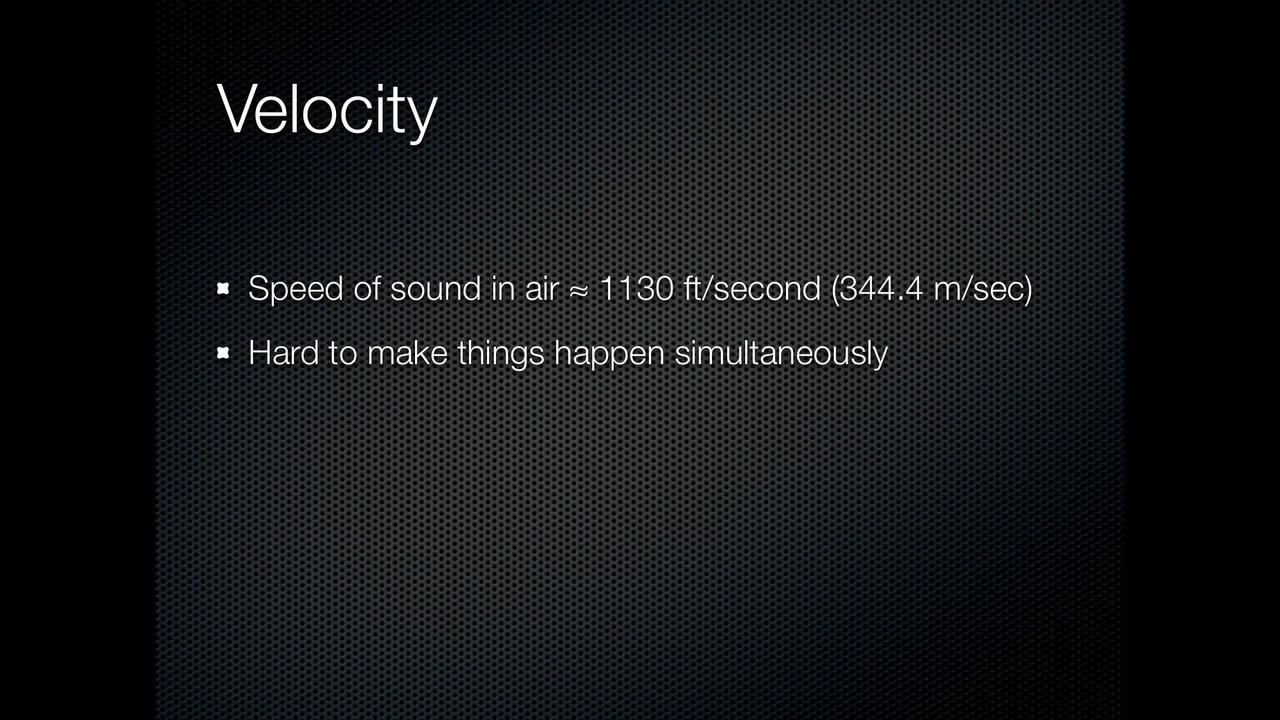 Velocity
Speed of sound in air ≈ 1130 ft/second (344.4 m/sec)
Hard to make things happen simultaneously